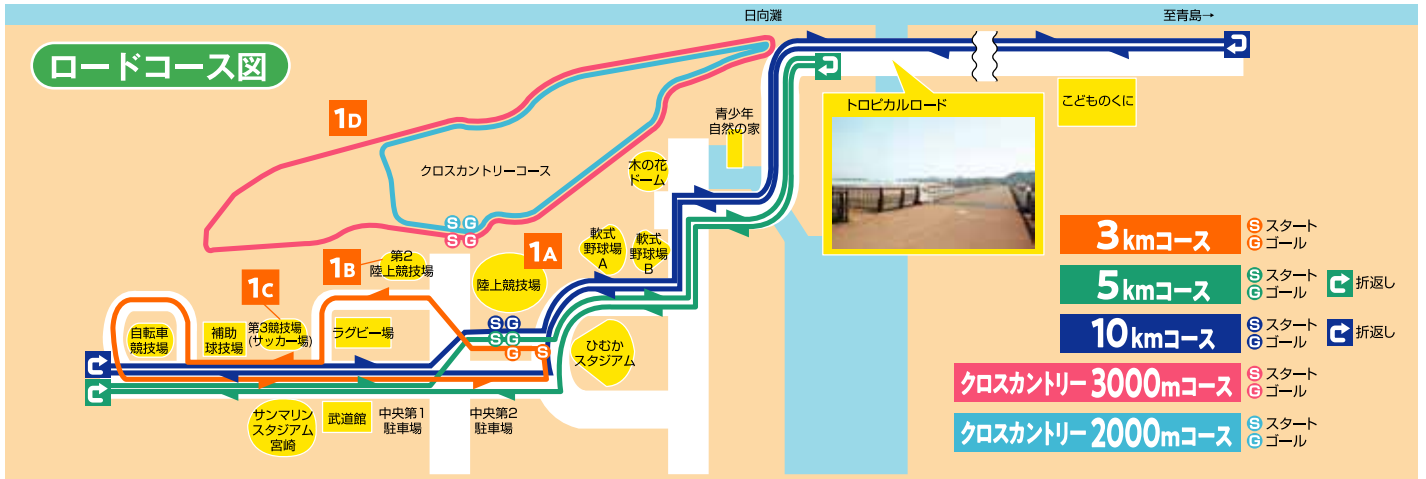 日向灘
至青島→
ロードコース図
トロピカルロード
こどものくに
青少年
自然の家
1D
クロスカントリーコース
木の花
ドーム
S G
S G
1A
軟式
野球場
A
軟式
野球場
B
第2
陸上競技場
1B
陸上競技場
1C
第3競技場
(サッカー場)
自転車
競技場
補助
球技場
ラグビー場
S G
S G
G S
ひむか
スタジアム
サンマリン
スタジアム
宮崎
武道館
中央第1
駐車場
中央第2
駐車場
3kmコース
S スタート
G ゴール
5kmコース
S スタート
G ゴール
折返し
10kmコース
S スタート
G ゴール
折返し
クロスカントリー3000mコース
S スタート
G ゴール
クロスカントリー2000mコース
S スタート
G ゴール